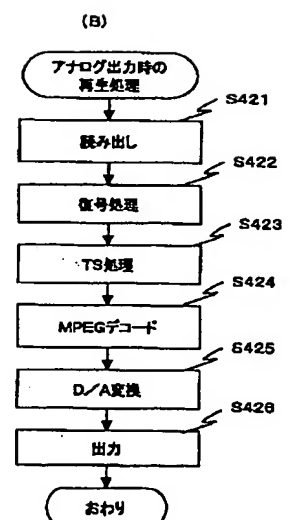 (B)
アナログ出力時の
再生処理
S421
読み出し
S422
復号処理
S423
TS処理
S424
MPEGデコード
S425
D/A変換
S426
出力
おわり